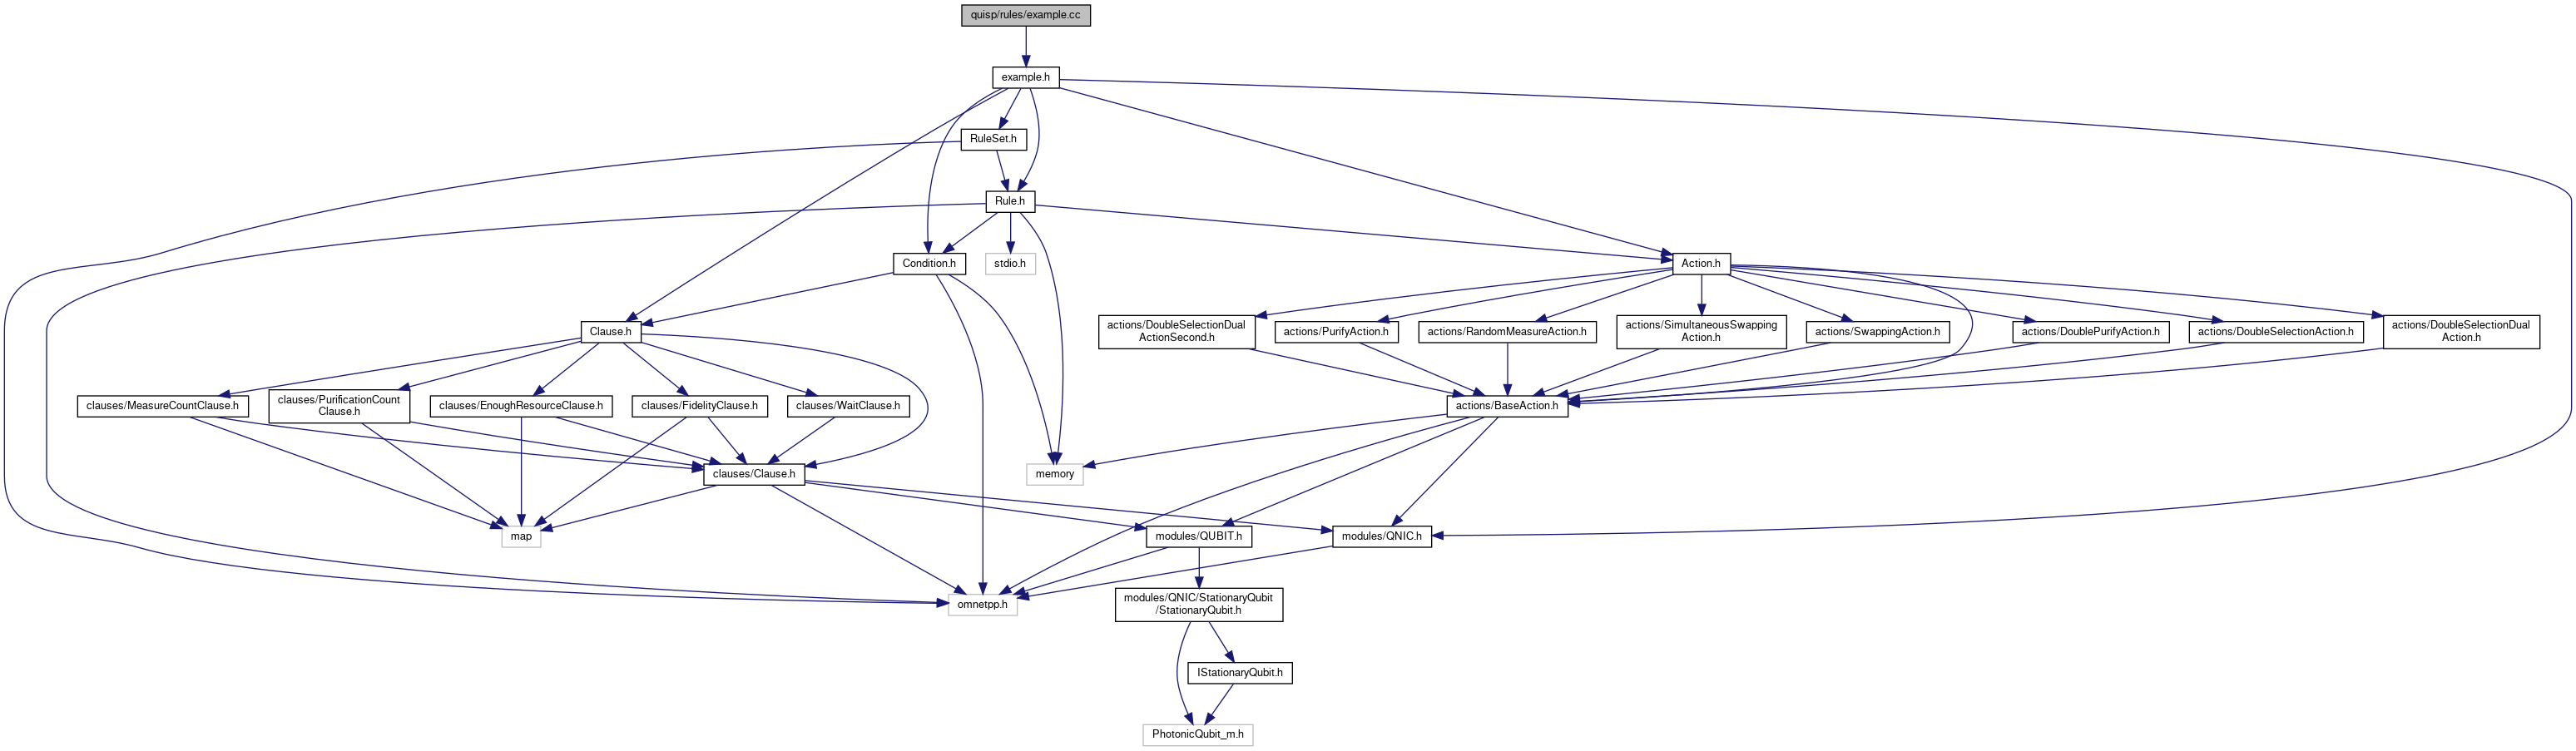 quisp/rules/example.cc
example.h
RuleSet.h
Rule.h
Condition.h
stdio.h
Action.h
Clause.h
actions/DoubleSelectionDual
ActionSecond.h
actions/PurifyAction.h
actions/RandomMeasureAction.h
actions/SimultaneousSwapping
Action.h
actions/SwappingAction.h
actions/DoublePurifyAction.h
actions/DoubleSelectionAction.h
actions/DoubleSelectionDual
Action.h
clauses/MeasureCountClause.h
clauses/PurificationCount
Clause.h
clauses/EnoughResourceClause.h
clauses/FidelityClause.h
clauses/WaitClause.h
actions/BaseAction.h
clauses/Clause.h
memory
map
modules/QUBIT.h
modules/QNIC.h
omnetpp.h
modules/QNIC/StationaryQubit
/StationaryQubit.h
IStationaryQubit.h
PhotonicQubit_m.h